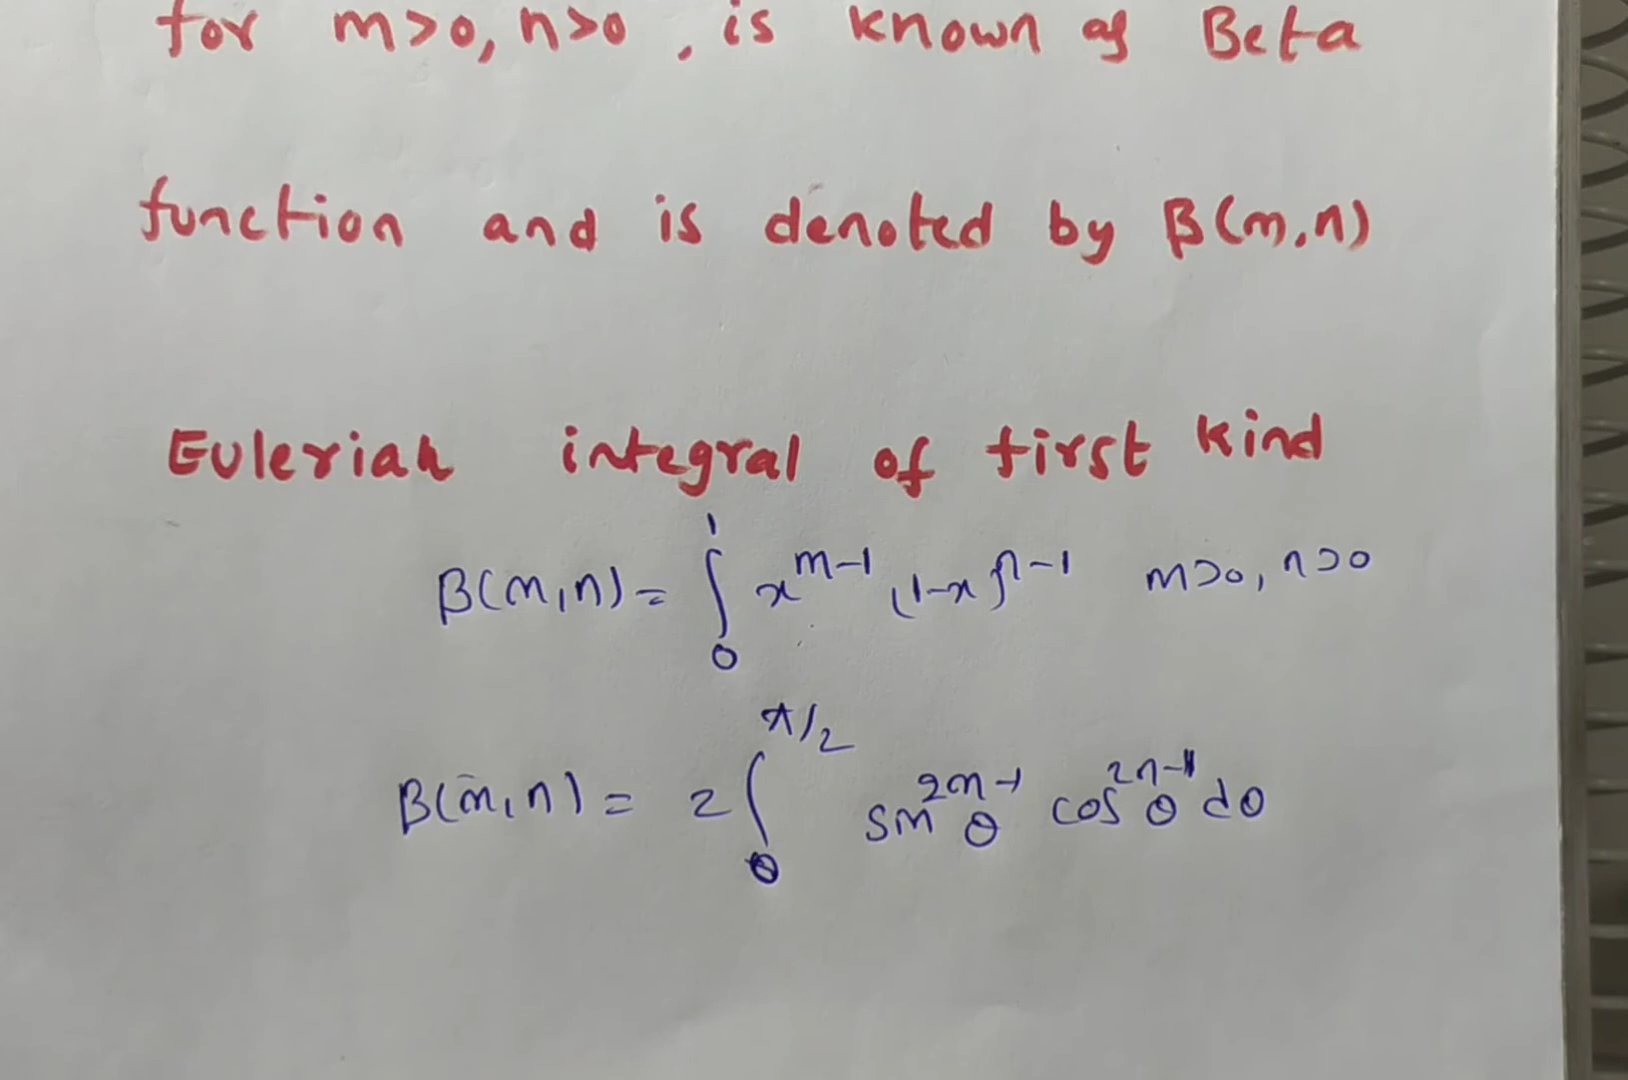 for m>0, n>0, is known as Beta
function and is denoted by β(m,n)
Eulerian integral of first kind
β(m,n) = ∫₀¹ x^{m-1} (1-x)^{n-1} m>0, n>0
β(m,n) = 2∫₀^{π/2} sin^{2m-1}θ cos^{2n-1}θ dθ